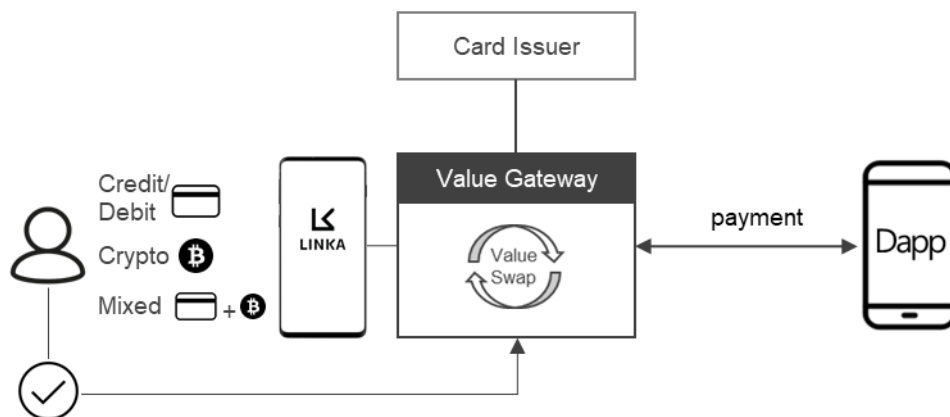 Card Issuer
Credit/
Debit
Crypto
Mixed
+
LINKA
Value Gateway
Value
Swap
payment
Dapp